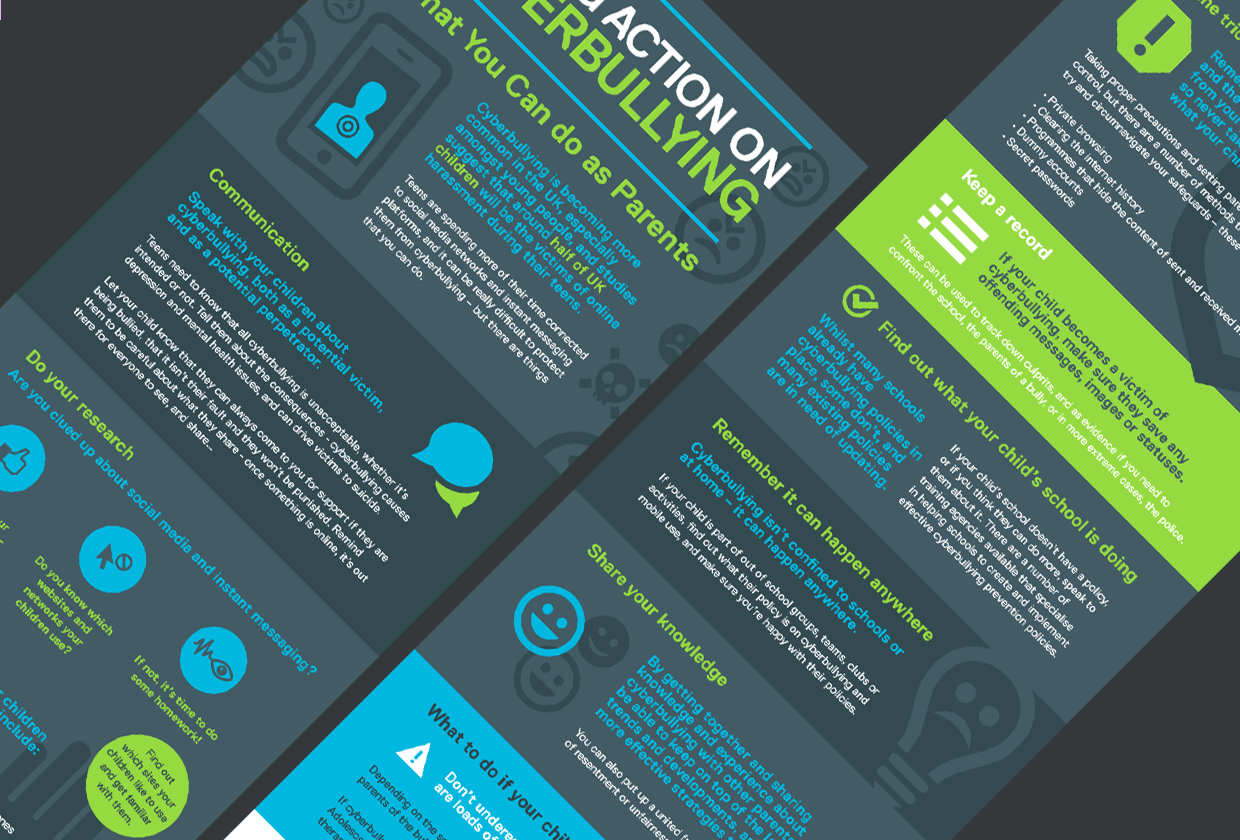 ACTION ON
ERBULLYING
hat You Can do as Parents
Cyberbullying is becoming more
common in the UK, especially
amongst young people, and studies
suggest that around half of UK
children will be the victims of online
harassment during their teens.
Teens are spending more of their time connected
to social media networks and instant messaging
platforms, and it can be really difficult to protect
them from cyberbullying – but there are things
that you can do.
Communication
Speak with your children about
cyberbullying, both as a potential victim,
and as a potential perpetrator.
Teens need to know that all cyberbullying is unacceptable, whether it's
intended or not. Tell them about the consequences - cyberbullying causes
depression and mental health issues, and can drive victims to suicide.
Let your child know that they can always come to you for support if they are
being bullied, that it isn't their fault and they won't be punished. Remind
them to be careful about what they share - once something is online, it's out
there for everyone to see, and share...
Do your research
Are you clued up about social media and instant messaging?
ur
Do you know which
websites and
networks your
children use?
If not, it's time to do
some homework!
r children
nclude:
Find out
which sites your
children like to use
and get familiar
with them.
ones
Taking proper precautions and setting par
control, but there are a number of methods t
try and circumnavigate your safeguards – these
• Private browsing
• Clearing the internet history
• Programmes that hide the content of sent and received m
• Dummy accounts
• Secret passwords
he tric
Reme
and the
from you
so never tak
what your chi
Keep a record
If your child becomes a victim of
cyberbullying, make sure they save any
offending messages, images or statuses.
These can be used to track down culprits, and as evidence if you need to
confront the school, the parents of a bully, or in more extreme cases, the police.
Find out what your child's school is doing
Whilst many schools
already have anti
cyberbullying policies in
place, some don't, and
many existing policies
are in need of updating.
If your child's school doesn't have a policy,
or if you think they can do more, speak to
them about it. There are a number of
training agencies available that specialise
in helping schools to create and implement
effective cyberbullying prevention policies.
Remember it can happen anywhere
Cyberbullying isn't confined to schools or
at home – it can happen anywhere.
If your child is part of out of school groups, teams, clubs or
activities, find out what their policy is on cyberbullying and
mobile use, and make sure you're happy with their policies.
Share your knowledge
By getting together and sharing
knowledge and experience about
cyberbullying with other parents
be able to keep on top of the
trends and developments, a
more effective strategies
You can also put up a united f
of resentment or unfairne
What to do if your chi
Don't undere
are loads o
Depending on the se
parents of the bu
If cyberbull
Adolesc
thera